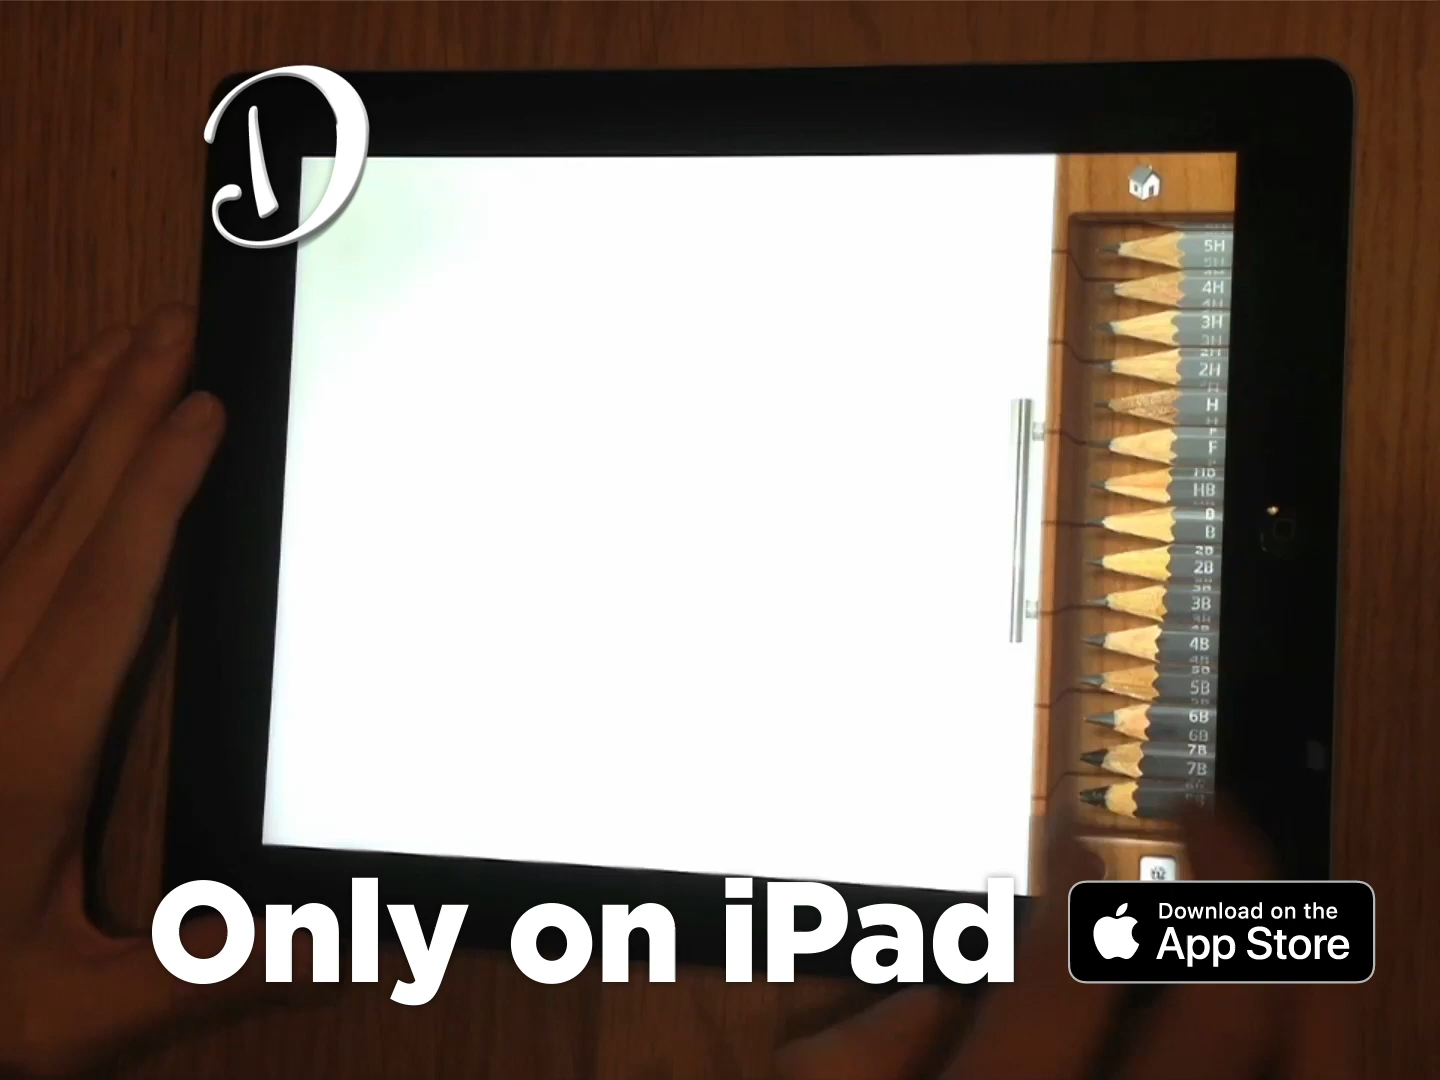 D
5H
4H
3H
2H
H
F
HB
B
2B
3B
4B
5B
6B
7B
Only on iPad
Download on the
App Store